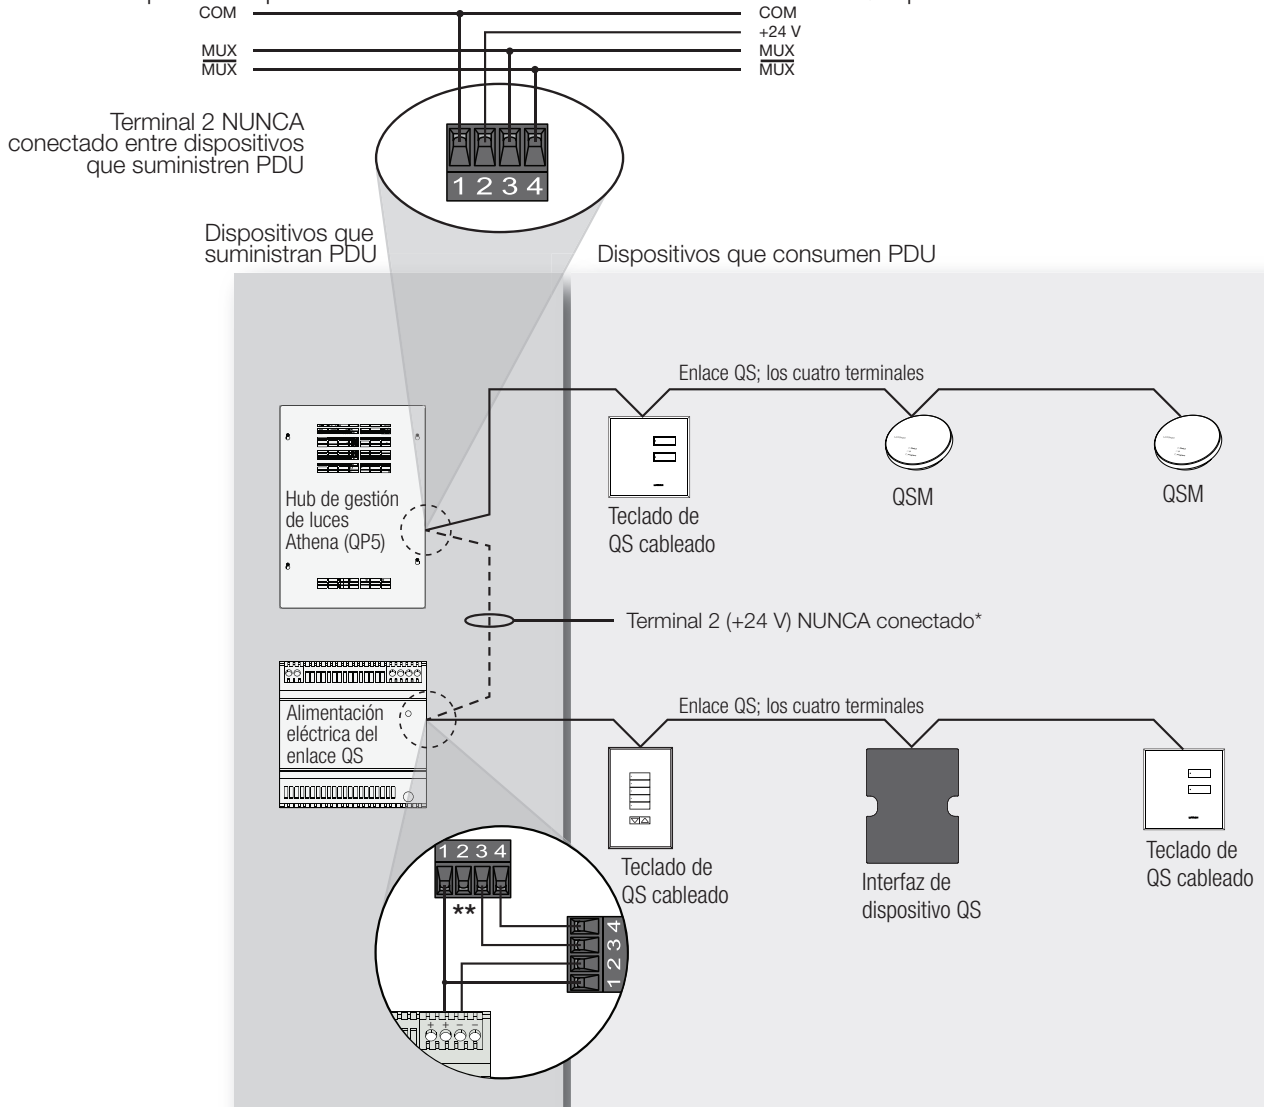 COM
COM
+24 V
MUX
MUX
MUX
MUX
Terminal 2 NUNCA
conectado entre dispositivos
que suministren PDU
1 2 3 4
Dispositivos que
suministran PDU
Dispositivos que consumen PDU
Enlace QS; los cuatro terminales
Hub de gestión
de luces
Athena (QP5)
Teclado de
QS cableado
QSM
QSM
Terminal 2 (+24 V) NUNCA conectado*
Alimentación
eléctrica del
enlace QS
Enlace QS; los cuatro terminales
Teclado de
QS cableado
Interfaz de
dispositivo QS
Teclado de
QS cableado
1 2 3 4
**
1 2 3 4
+ + - -